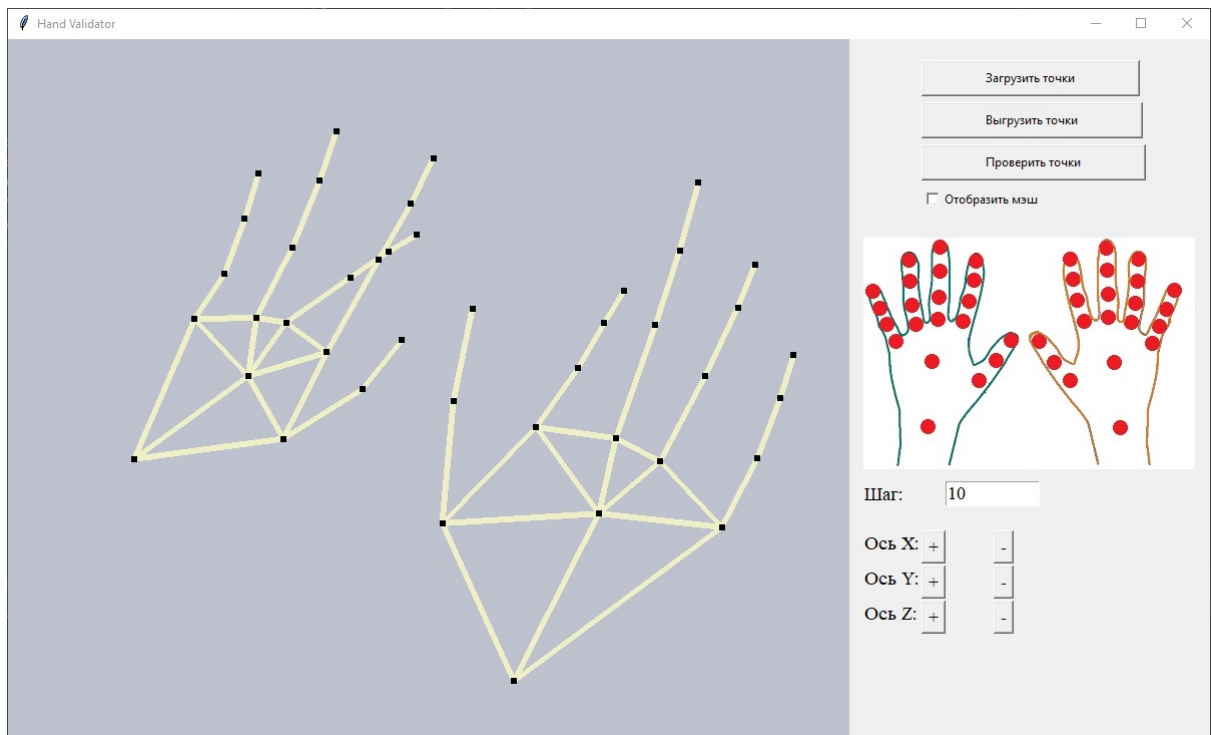 Hand Validator
Загрузить точки
Выгрузить точки
Проверить точки
Отобразить мэш
Шаг: 10
Ось X: + -
Ось Y: + -
Ось Z: + -